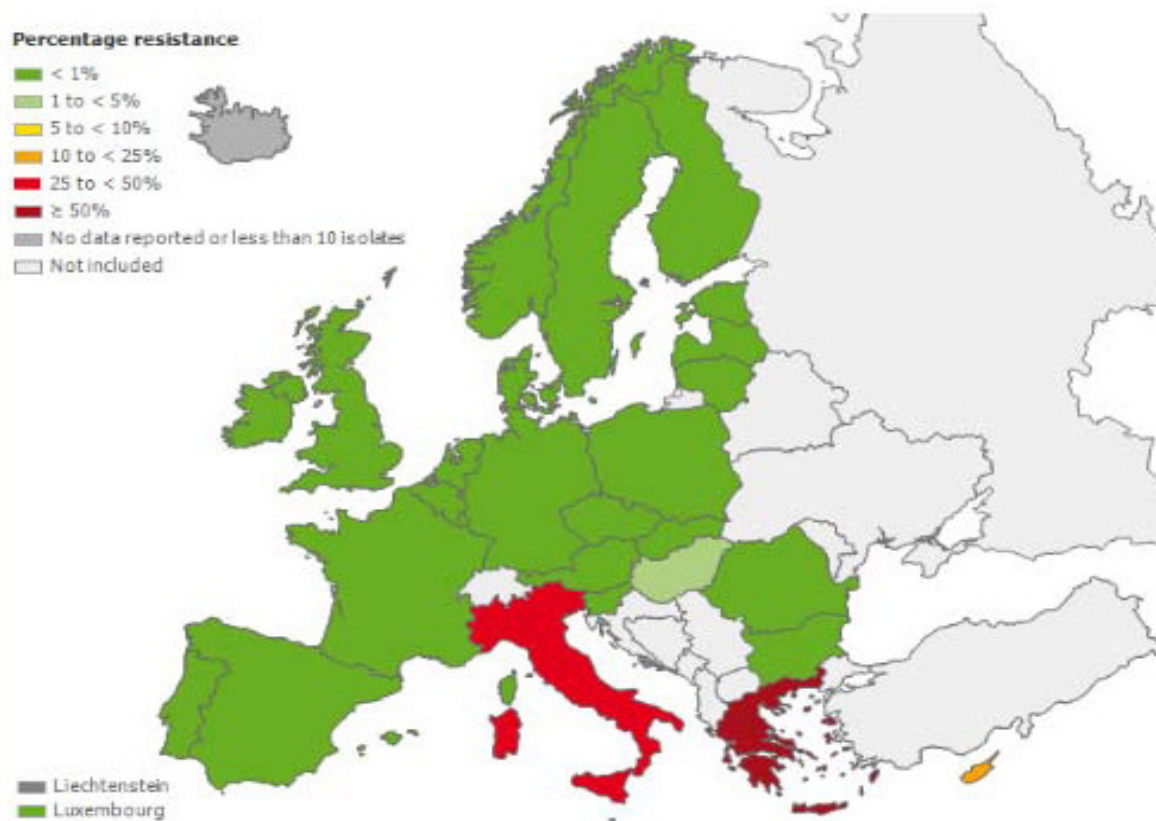 Percentage resistance
< 1%
1 to < 5%
5 to < 10%
10 to < 25%
25 to < 50%
≥ 50%
No data reported or less than 10 isolates
Not included
Liechtenstein
Luxembourg